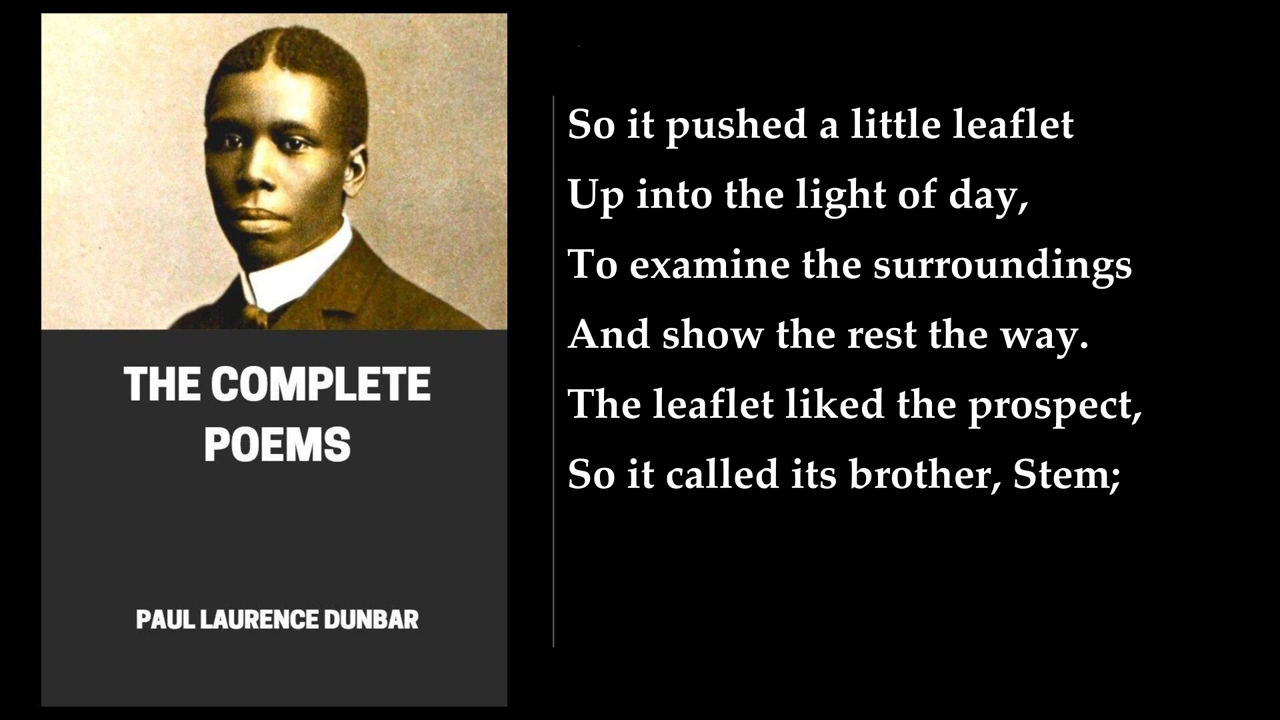 THE COMPLETE
POEMS
PAUL LAURENCE DUNBAR
So it pushed a little leaflet
Up into the light of day,
To examine the surroundings
And show the rest the way.
The leaflet liked the prospect,
So it called its brother, Stem;